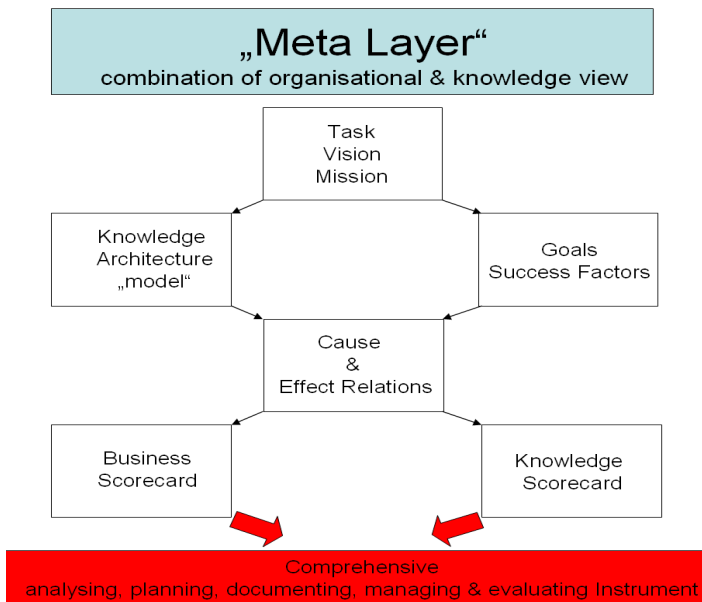 „Meta Layer“
combination of organisational & knowledge view
Task
Vision
Mission
Knowledge
Architecture
„model“
Goals
Success Factors
Cause
&
Effect Relations
Business
Scorecard
Knowledge
Scorecard
Comprehensive
analysing, planning, documenting, managing & evaluating Instrument